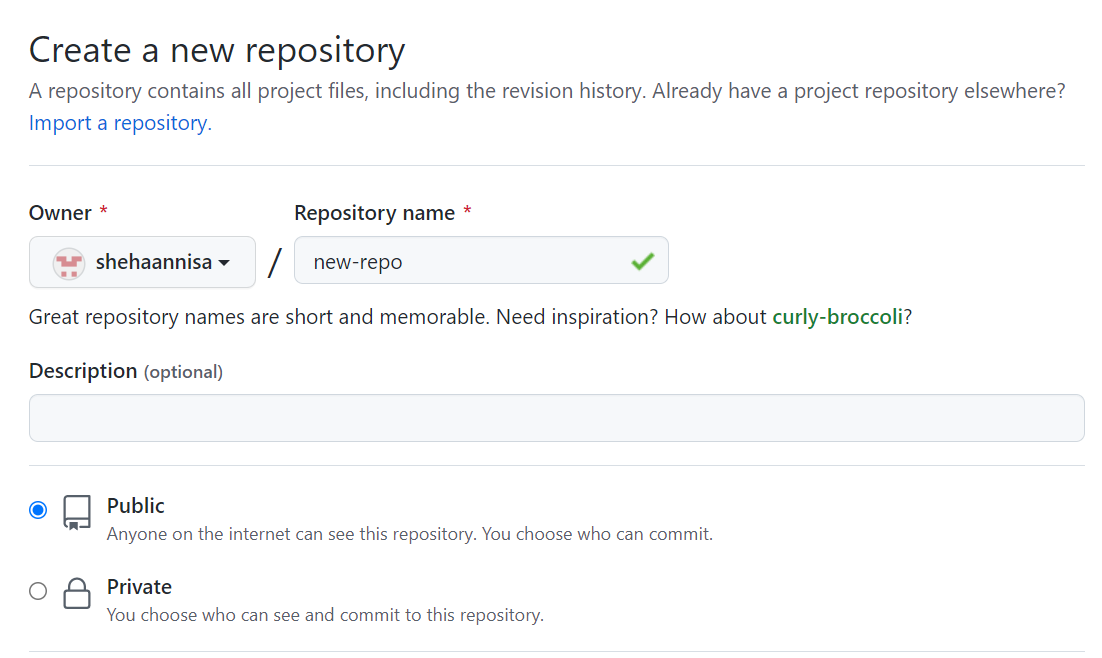 Create a new repository
A repository contains all project files, including the revision history. Already have a project repository elsewhere?
Import a repository.
Owner * Repository name *
shehaannisa / new-repo
Great repository names are short and memorable. Need inspiration? How about curly-broccoli?
Description (optional)
Public
Anyone on the internet can see this repository. You choose who can commit.
Private
You choose who can see and commit to this repository.